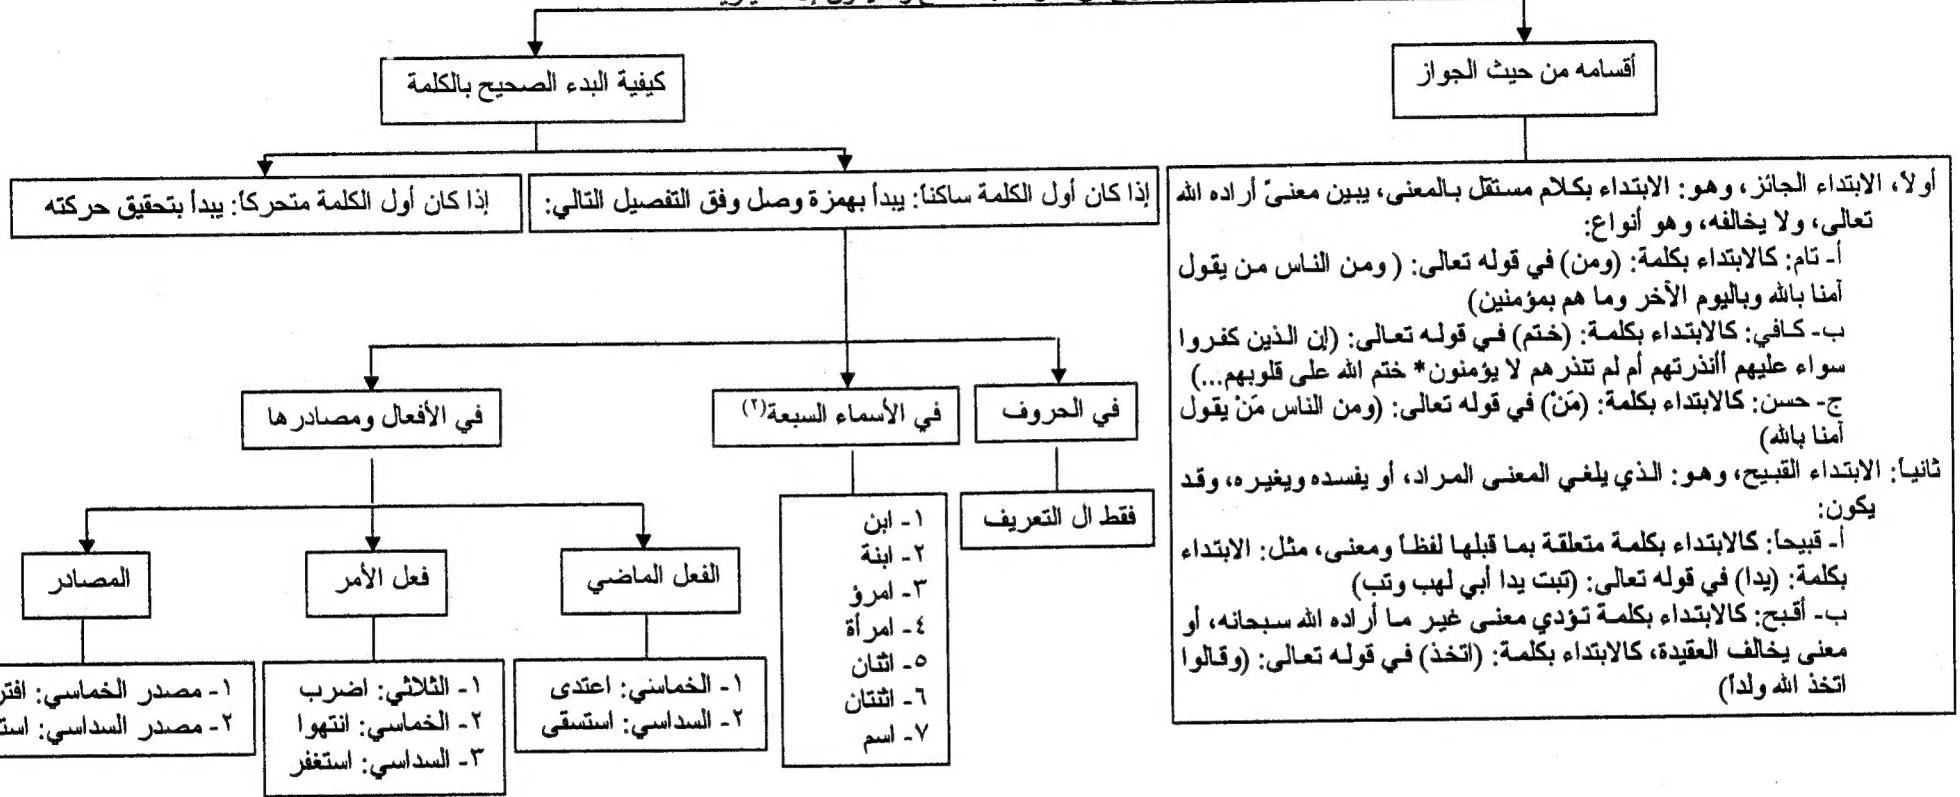 أقسامه من حيث الجواز
أولاً، الابتداء الجائز، وهو: الابتداء بكلام مستقل بالمعنى، يبين معنىً أراده الله
تعالى، ولا يخالفه، وهو أنواع:
أ- تام: كالابتداء بكلمة: (ومن) في قوله تعالى: ( ومن الناس من يقول
آمنا بالله وباليوم الآخر وما هم بمؤمنين)
ب- كافي: كالابتداء بكلمة: (ختم) في قوله تعالى: (إن الذين كفروا
سواء عليهم أأنذرتهم أم لم تنذرهم لا يؤمنون* ختم الله على قلوبهم...)
ج- حسن: كالابتداء بكلمة: (مَنْ) في قوله تعالى: (ومن الناس مَنْ يقول
آمنا بالله)
ثانياً: الابتداء القبيح، وهو: الذي يلغي المعنى المراد، أو يفسده ويغيره، وقد
يكون:
أ- قبيحاً: كالابتداء بكلمة متعلقة بما قبلها لفظاً ومعنى، مثل: الابتداء
بكلمة: (يدا) في قوله تعالى: (تبت يدا أبي لهب وتب)
ب- أقبح: كالابتداء بكلمة تؤدي معنى غير ما أراده الله سبحانه، أو
معنى يخالف العقيدة، كالابتداء بكلمة: (اتخذ) في قوله تعالى: (وقالوا
اتخذ الله ولداً)
كيفية البدء الصحيح بالكلمة
إذا كان أول الكلمة ساكناً: يبدأ بهمزة وصل وفق التفصيل التالي:
إذا كان أول الكلمة متحركاً: يبدأ بتحقيق حركته
في الحروف
في الأسماء السبعة(٢)
في الأفعال ومصادرها
فقط ال التعريف
١- ابن
٢- ابنة
٣- امرؤ
٤- امرأة
٥- اثنان
٦- اثنتان
٧- اسم
الفعل الماضي
فعل الأمر
المصادر
١- الخماسي: اعتدى
٢- السداسي: استسقى
١- الثلاثي: اضرب
٢- الخماسي: انتهوا
٣- السداسي: استغفر
١- مصدر الخماسي:
٢- مصدر السداسي: